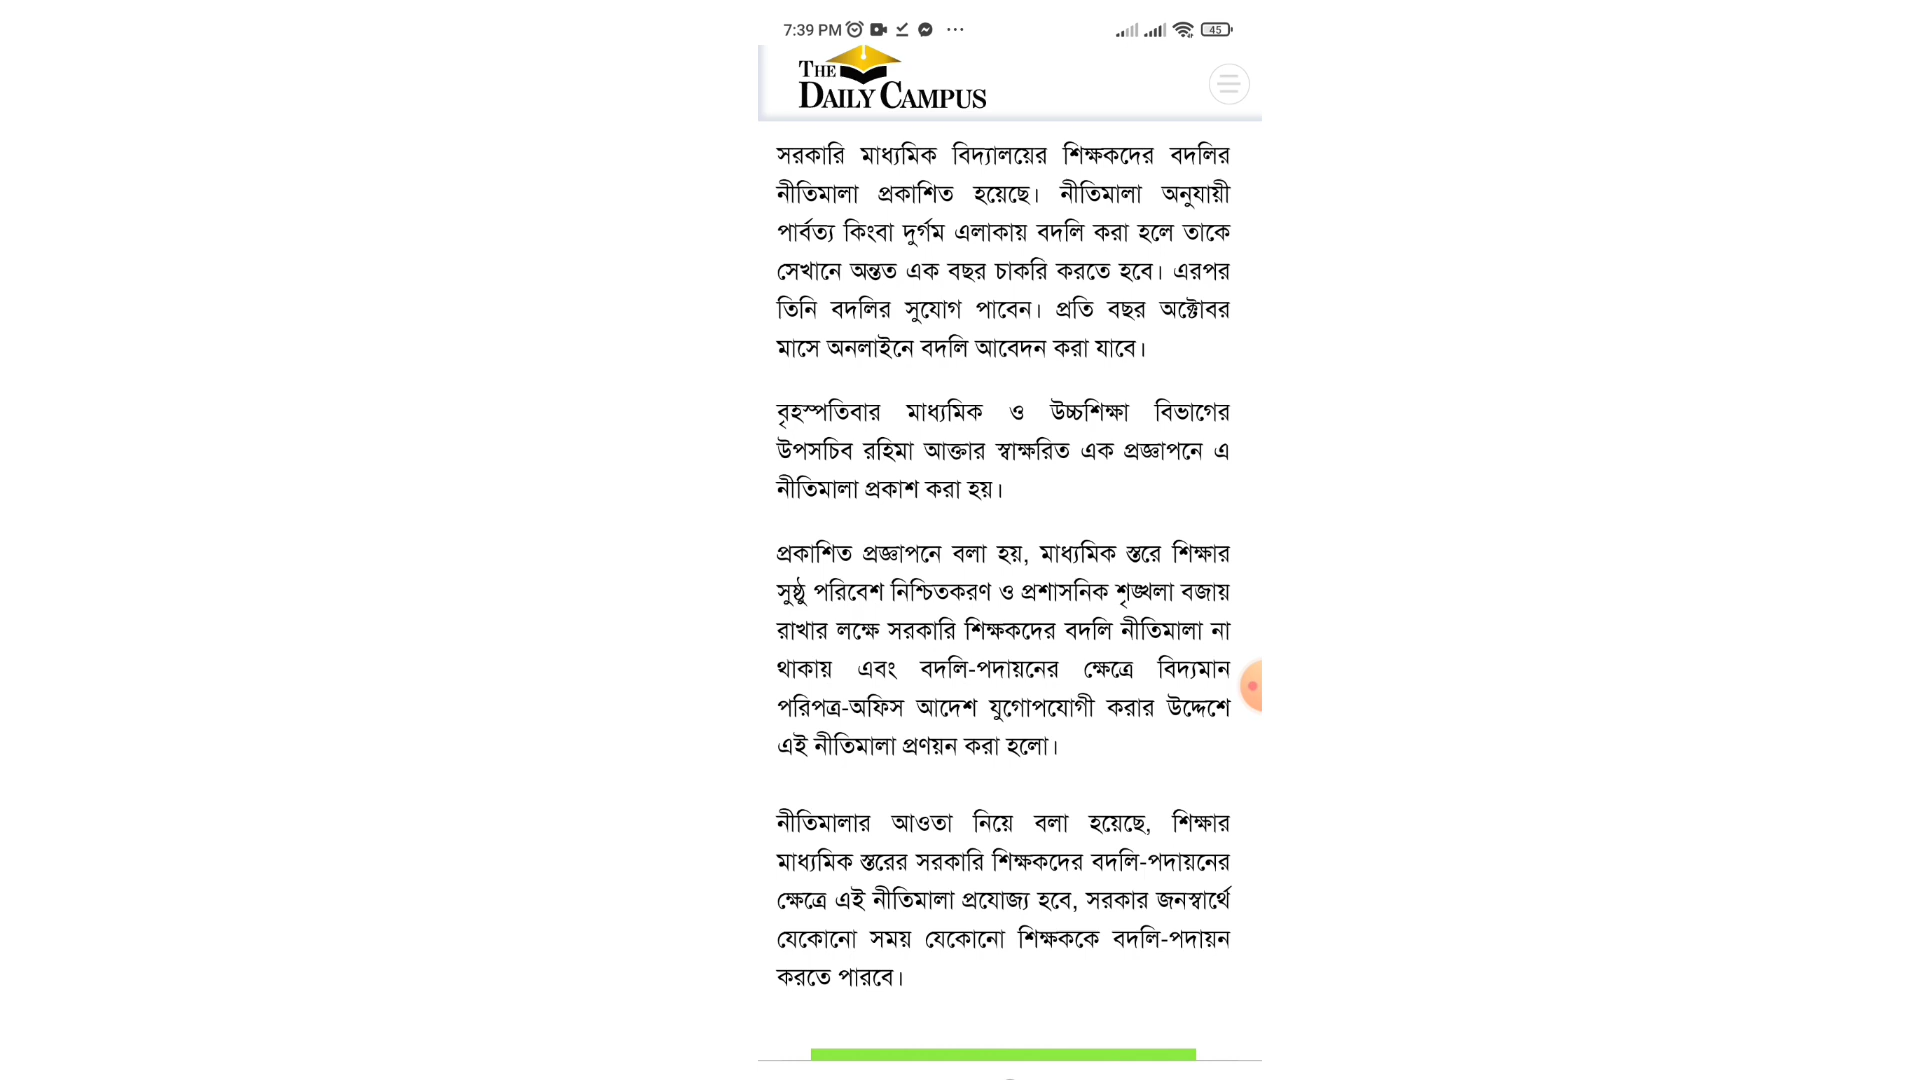 7:39 PM
45
THE
DAILY CAMPUS
সরকারি মাধ্যমিক বিদ্যালয়ের শিক্ষকদের বদলির
নীতিমালা প্রকাশিত হয়েছে। নীতিমালা অনুযায়ী
পার্বত্য কিংবা দুর্গম এলাকায় বদলি করা হলে তাকে
সেখানে অন্তত এক বছর চাকরি করতে হবে। এরপর
তিনি বদলির সুযোগ পাবেন। প্রতি বছর অক্টোবর
মাসে অনলাইনে বদলি আবেদন করা যাবে।
বৃহস্পতিবার মাধ্যমিক ও উচ্চশিক্ষা বিভাগের
উপসচিব রহিমা আক্তার স্বাক্ষরিত এক প্রজ্ঞাপনে এ
নীতিমালা প্রকাশ করা হয়।
প্রকাশিত প্রজ্ঞাপনে বলা হয়, মাধ্যমিক স্তরে শিক্ষার
সুষ্ঠু পরিবেশ নিশ্চিতকরণ ও প্রশাসনিক শৃঙ্খলা বজায়
রাখার লক্ষে সরকারি শিক্ষকদের বদলি নীতিমালা না
থাকায় এবং বদলি-পদায়নের ক্ষেত্রে বিদ্যমান
পরিপত্র-অফিস আদেশ যুগোপযোগী করার উদ্দেশে
এই নীতিমালা প্রণয়ন করা হলো।
নীতিমালার আওতা নিয়ে বলা হয়েছে, শিক্ষার
মাধ্যমিক স্তরের সরকারি শিক্ষকদের বদলি-পদায়নের
ক্ষেত্রে এই নীতিমালা প্রযোজ্য হবে, সরকার জনস্বার্থে
যেকোনো সময় যেকোনো শিক্ষককে বদলি-পদায়ন
করতে পারবে।